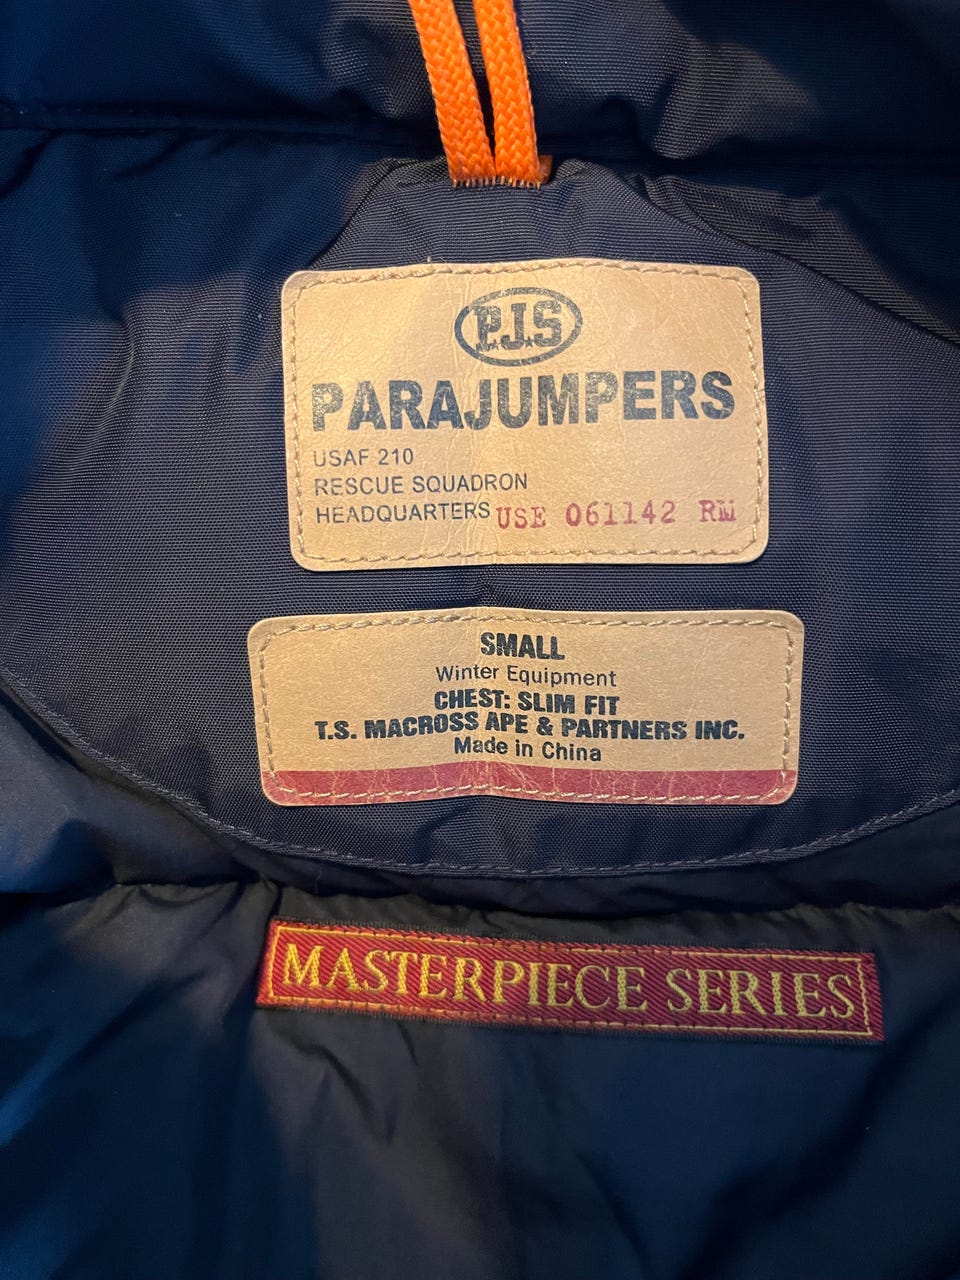 P.J.S
PARAJUMPERS
USAF 210
RESCUE SQUADRON
HEADQUARTERS USE 061142 RM
SMALL
Winter Equipment
CHEST: SLIM FIT
T.S. MACROSS APE & PARTNERS INC.
Made in China
MASTERPIECE SERIES